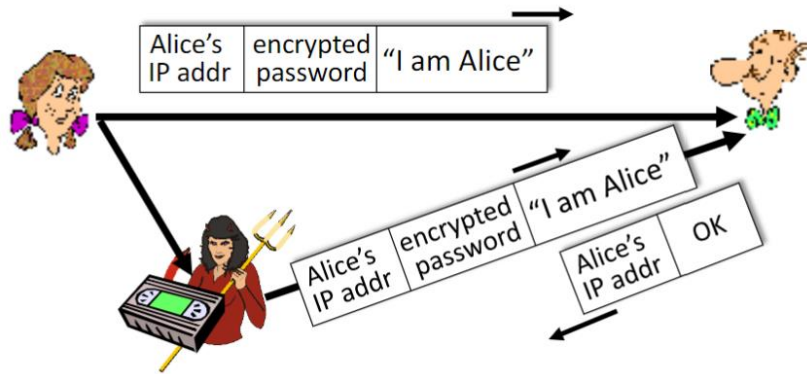 Alice's
IP addr
encrypted
password
“I am Alice”
Alice's
IP addr
encrypted
password
“I am Alice”
Alice's
IP addr
OK